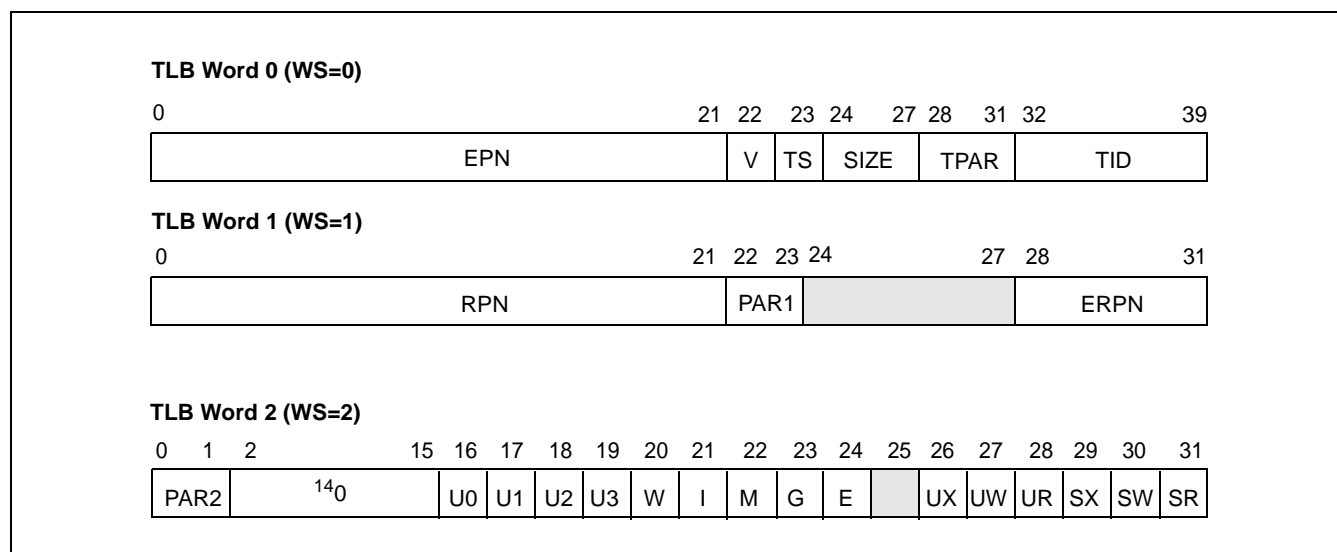 TLB Word 0 (WS=0)
0 21 22 23 24 27 28 31 32 39
EPN V TS SIZE TPAR TID
TLB Word 1 (WS=1)
0 21 22 23 24 27 28 31
RPN PAR1 ERPN
TLB Word 2 (WS=2)
0 1 2 15 16 17 18 19 20 21 22 23 24 25 26 27 28 29 30 31
PAR2 140 U0 U1 U2 U3 W I M G E UX UW UR SX SW SR